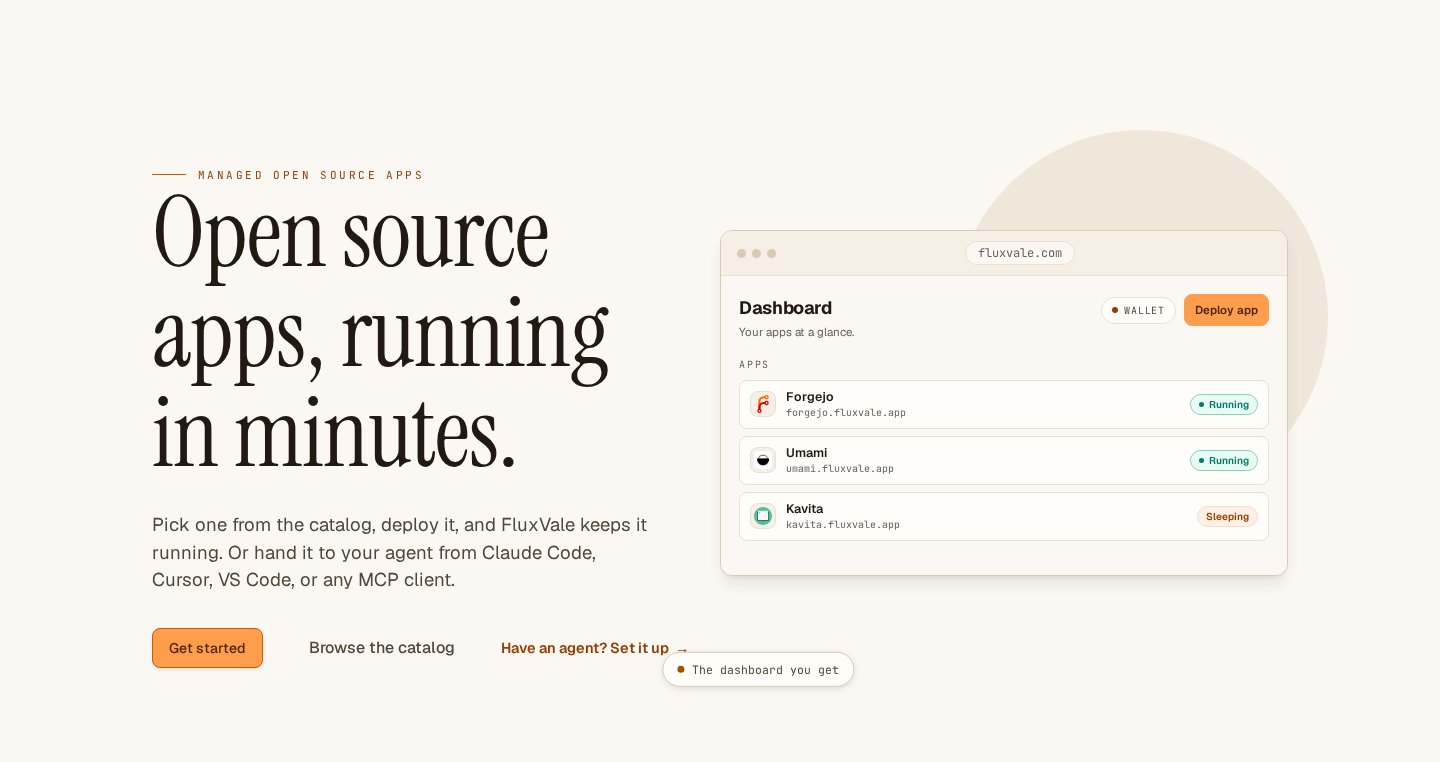 MANAGED OPEN SOURCE APPS
Open source
apps, running
in minutes.
Pick one from the catalog, deploy it, and FluxVale keeps it
running. Or hand it to your agent from Claude Code,
Cursor, VS Code, or any MCP client.
Get started
Browse the catalog
Have an agent? Set it up →
fluxvale.com
Dashboard
Your apps at a glance.
WALLET
Deploy app
APPS
Forgejo
forgejo.fluxvale.app
Running
Umami
umami.fluxvale.app
Running
Kavita
kavita.fluxvale.app
Sleeping
The dashboard you get